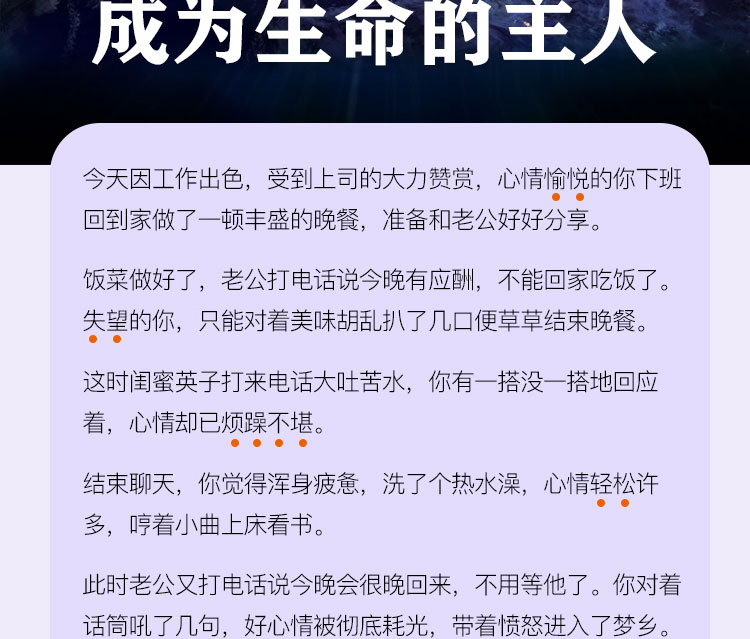 成为生命的主人
今天因工作出色，受到上司的大力赞赏，心情愉悦的你下班
回到家做了一顿丰盛的晚餐，准备和老公好好分享。
饭菜做好了，老公打电话说今晚有应酬，不能回家吃饭了。
失望的你，只能对着美味胡乱扒了几口便草草结束晚餐。
这时闺蜜英子打来电话大吐苦水，你有一搭没一搭地回应
着，心情却已烦躁不堪。
结束聊天，你觉得浑身疲惫，洗了个热水澡，心情轻松许
多，哼着小曲上床看书。
此时老公又打电话说今晚会很晚回来，不用等他了。你对着
话筒吼了几句，好心情被彻底耗光，带着愤怒进入了梦乡。